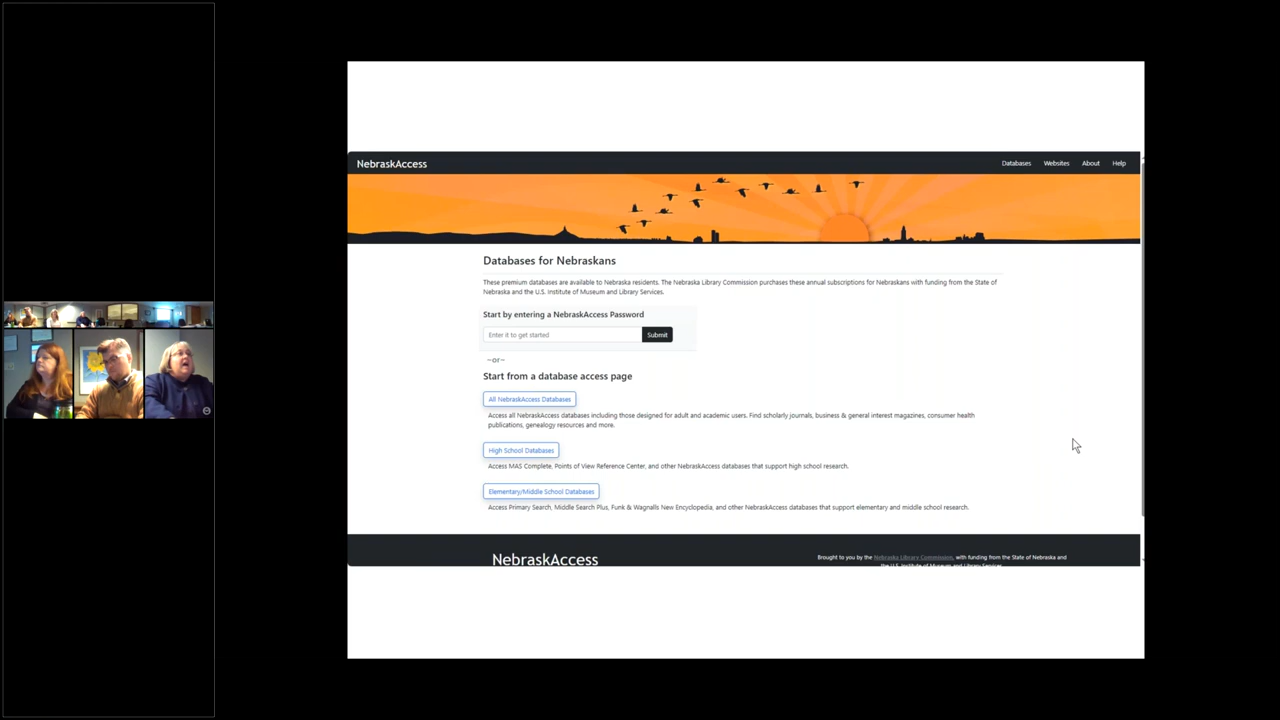 NebraskAccess
Databases Websites About Help
Databases for Nebraskans
These premium databases are available to Nebraska residents. The Nebraska Library Commission purchases these annual subscriptions for Nebraskans with funding from the State of
Nebraska and the U.S. Institute of Museum and Library Services.
Start by entering a NebraskAccess Password
Enter it to get started Submit
—or—
Start from a database access page
All NebraskAccess Databases
Access all NebraskAccess databases including those designed for adult and academic users. Find scholarly journals, business & general interest magazines, consumer health
publications, genealogy resources and more.
High School Databases
Access MAS Complete, Points of View Reference Center, and other NebraskAccess databases that support high school research.
Elementary/Middle School Databases
Access Primary Search, Middle Search Plus, Funk & Wagnalls New Encyclopedia, and other NebraskAccess databases that support elementary and middle school research.
NebraskAccess
Brought to you by the Nebraska Library Commission, with funding from the State of Nebraska and
the U.S. Institute of Museum and Library Services